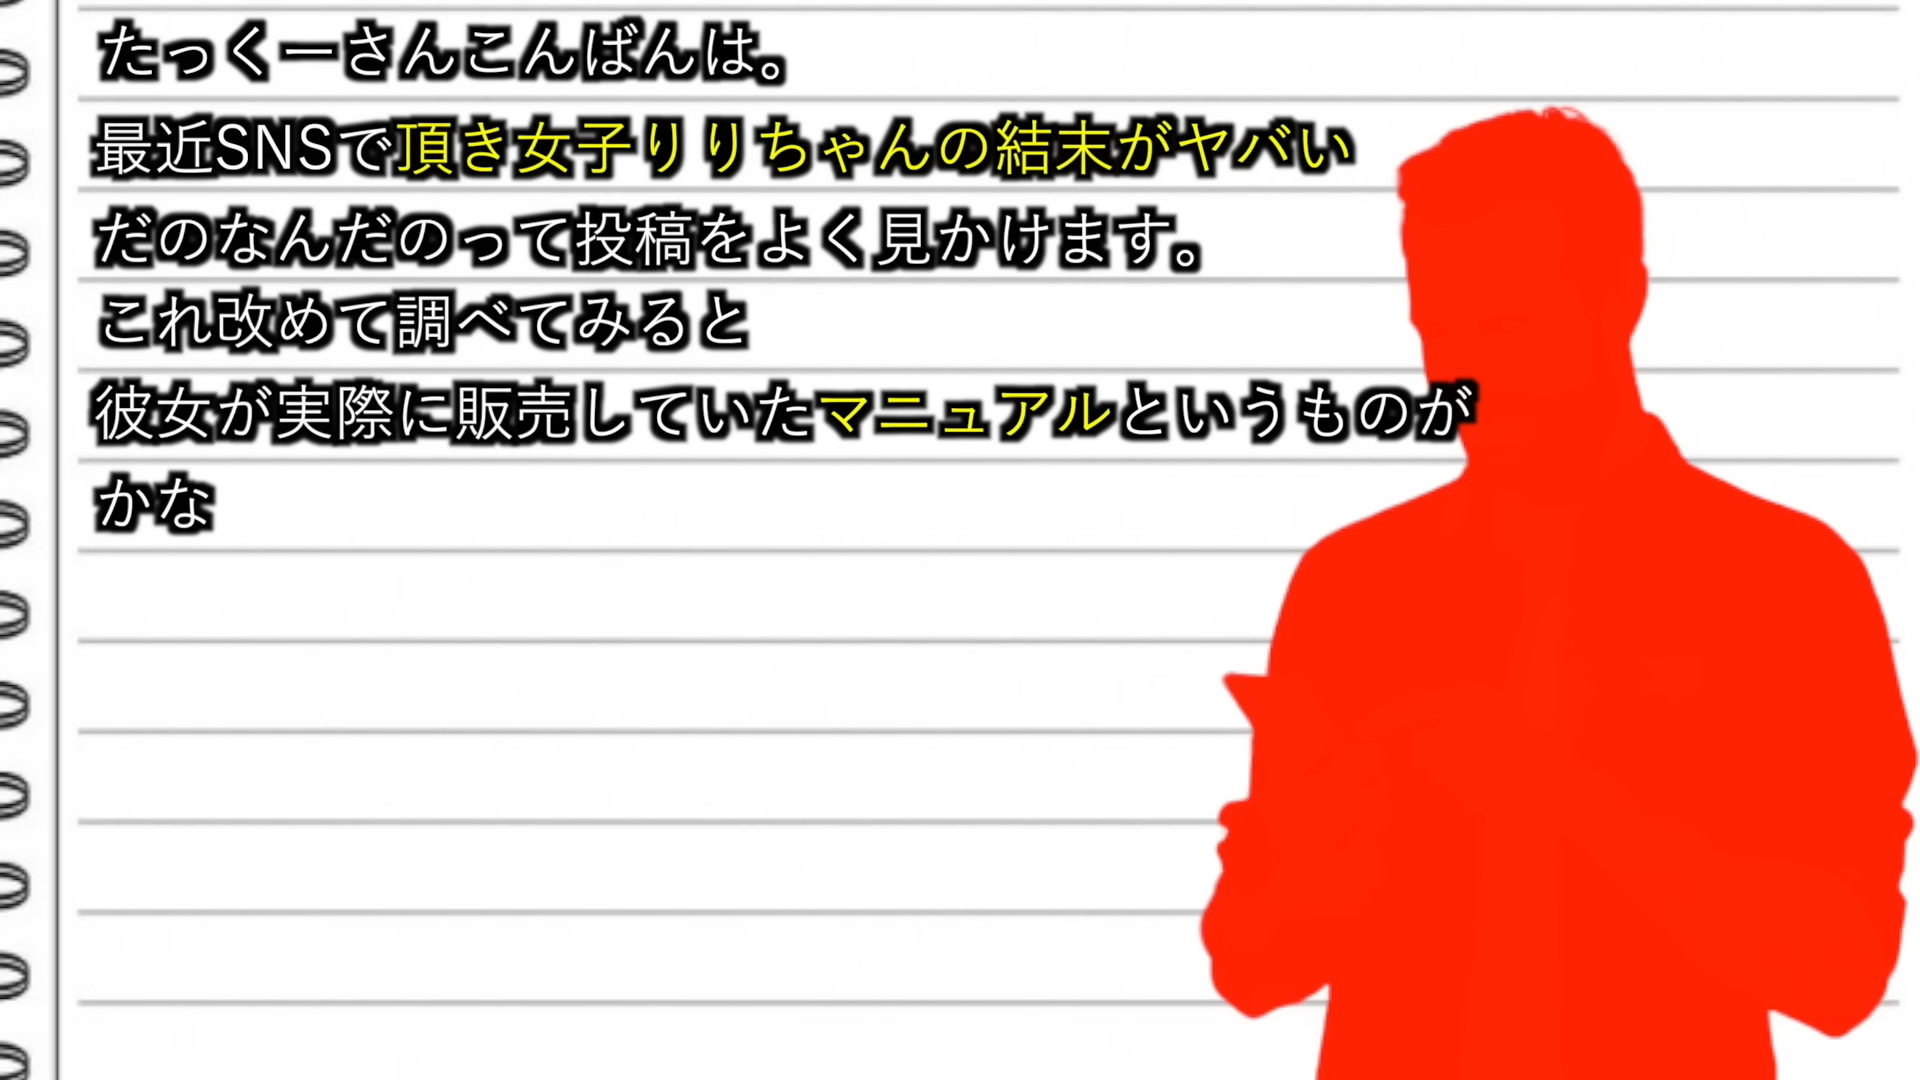 たっくーさんこんばんは。
最近SNSで頂き女子りりちゃんの結末がヤバい
だのなんだのって投稿をよく見かけます。
これ改めて調べてみると
彼女が実際に販売していたマニュアルというものが
かな